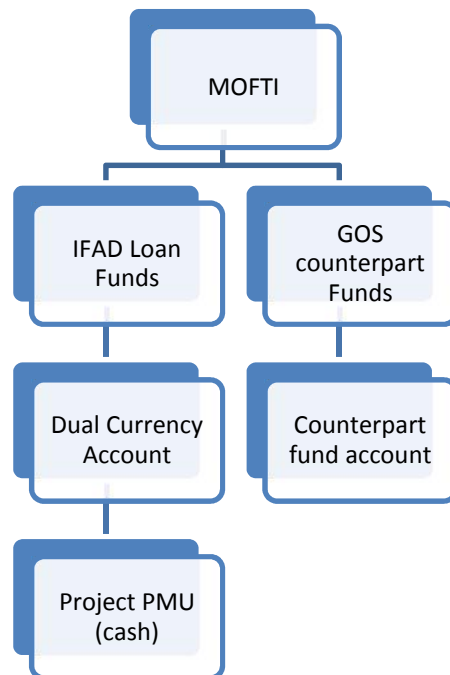 MOFTI
IFAD Loan
Funds
GOS
counterpart
Funds
Dual Currency
Account
Counterpart
fund account
Project PMU
(cash)